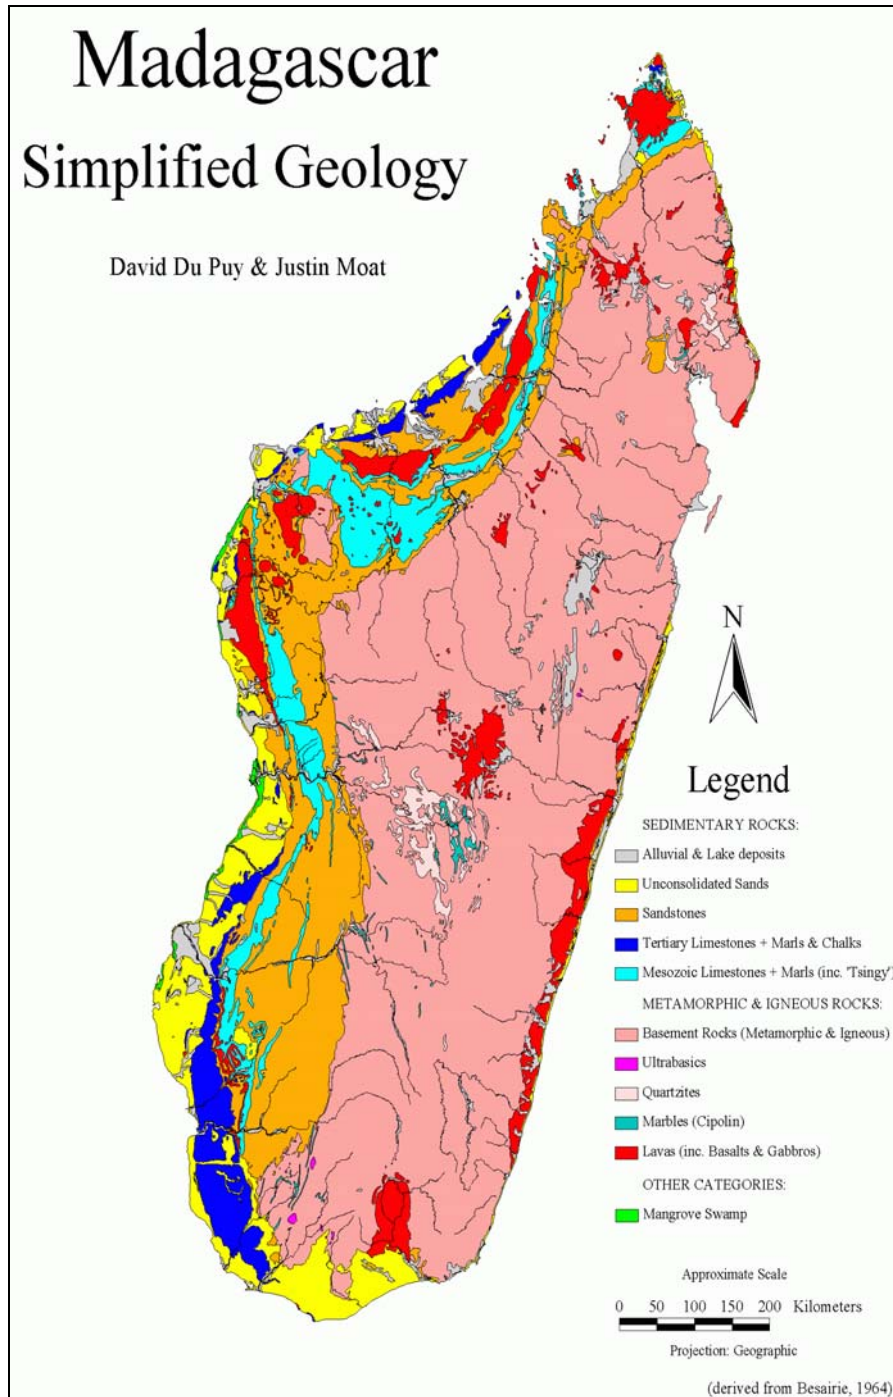 Madagascar
Simplified Geology
David Du Puy & Justin Moat
N
Legend
SEDIMENTARY ROCKS:
Alluvial & Lake deposits
Unconsolidated Sands
Sandstones
Tertiary Limestones + Marls & Chalks
Mesozoic Limestones + Marls (inc. 'Tsingy')
METAMORPHIC & IGNEOUS ROCKS:
Basement Rocks (Metamorphic & Igneous)
Ultrabasics
Quartzites
Marbles (Cipolin)
Lavas (inc. Basalts & Gabbros)
OTHER CATEGORIES:
Mangrove Swamp
Approximate Scale
0 50 100 150 200 Kilometers
Projection: Geographic
(derived from Besairie, 1964)